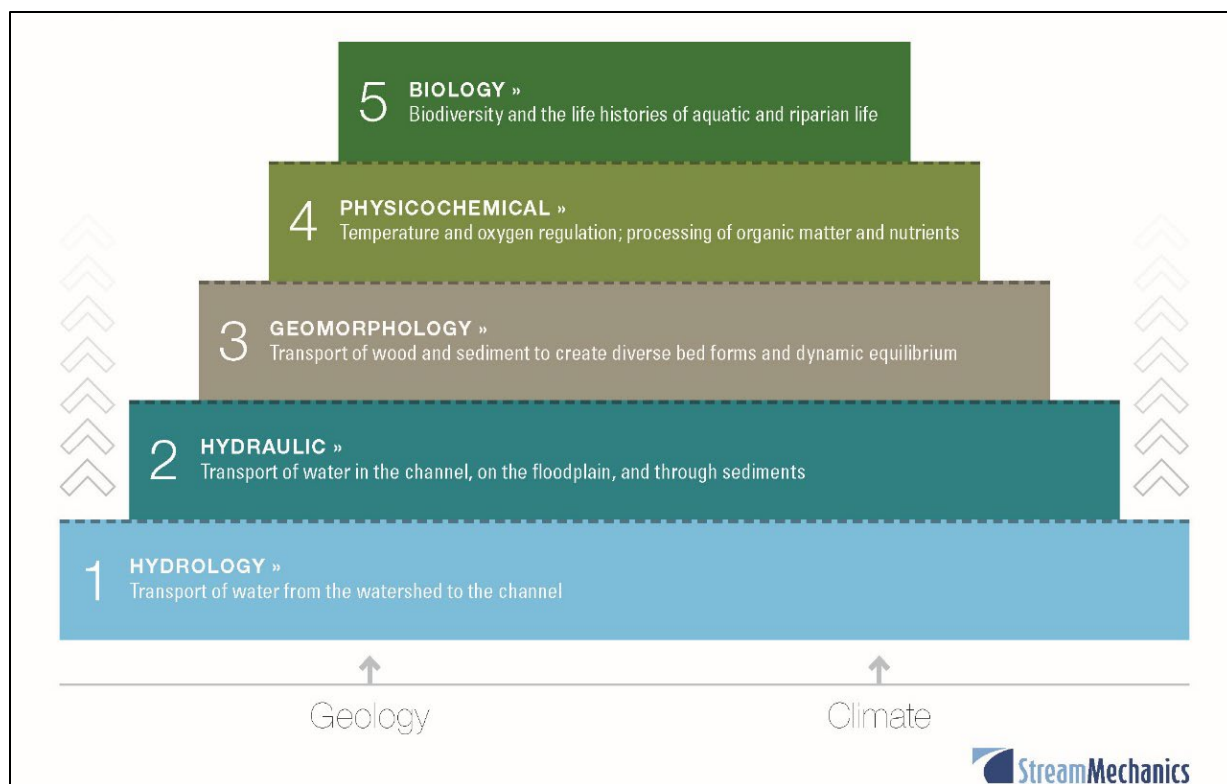 5 BIOLOGY »
Biodiversity and the life histories of aquatic and riparian life
4 PHYSICOCHEMICAL »
Temperature and oxygen regulation; processing of organic matter and nutrients
3 GEOMORPHOLOGY »
Transport of wood and sediment to create diverse bed forms and dynamic equilibrium
2 HYDRAULIC »
Transport of water in the channel, on the floodplain, and through sediments
1 HYDROLOGY »
Transport of water from the watershed to the channel
Geology Climate
StreamMechanics